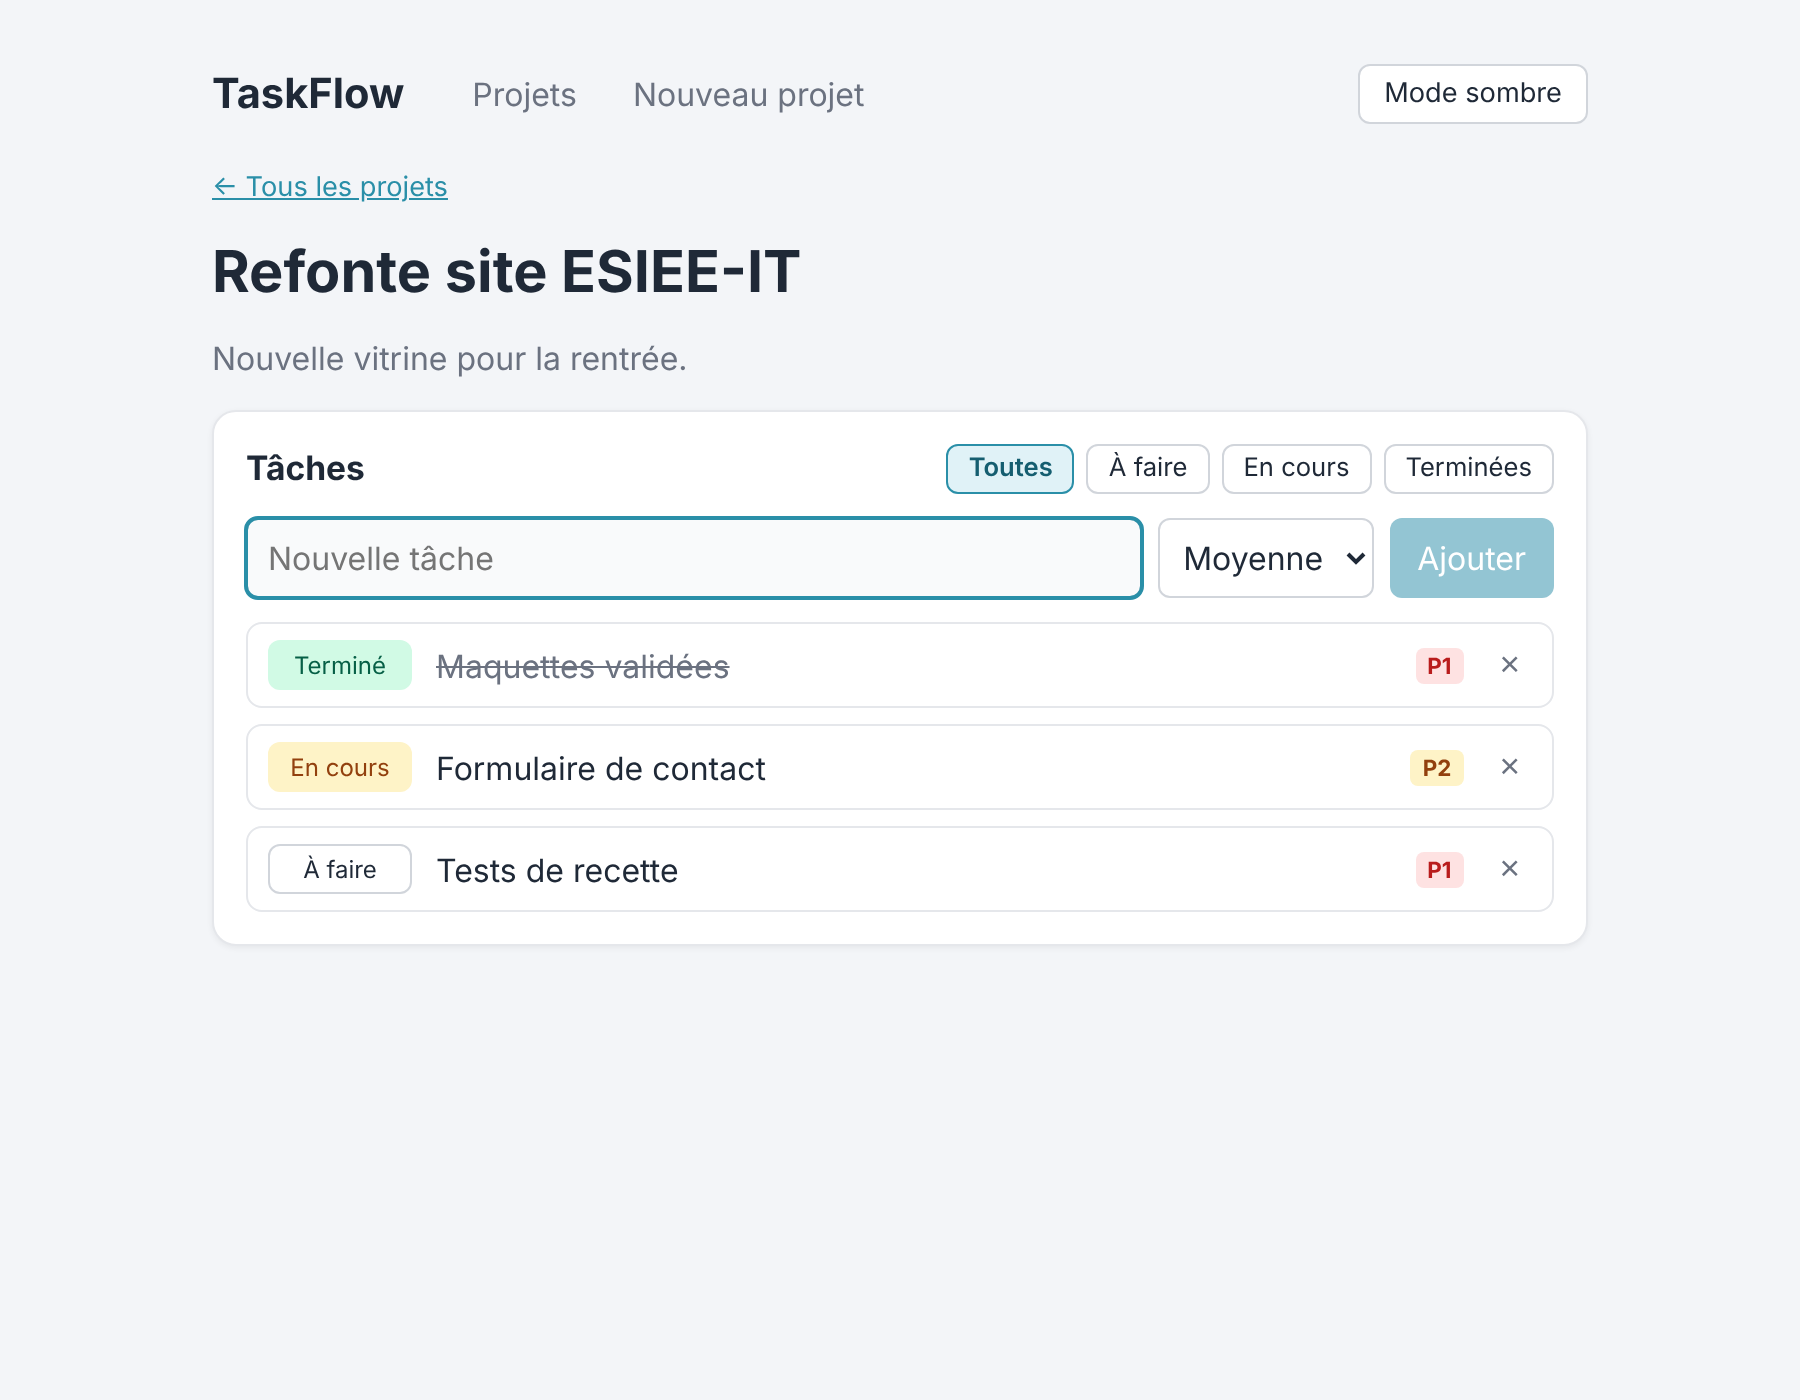 TaskFlow Projets Nouveau projet Mode sombre
← Tous les projets
Refonte site ESIEE-IT
Nouvelle vitrine pour la rentrée.
Tâches Toutes À faire En cours Terminées
Nouvelle tâche Moyenne Ajouter
Terminé Maquettes validées P1 ×
En cours Formulaire de contact P2 ×
À faire Tests de recette P1 ×